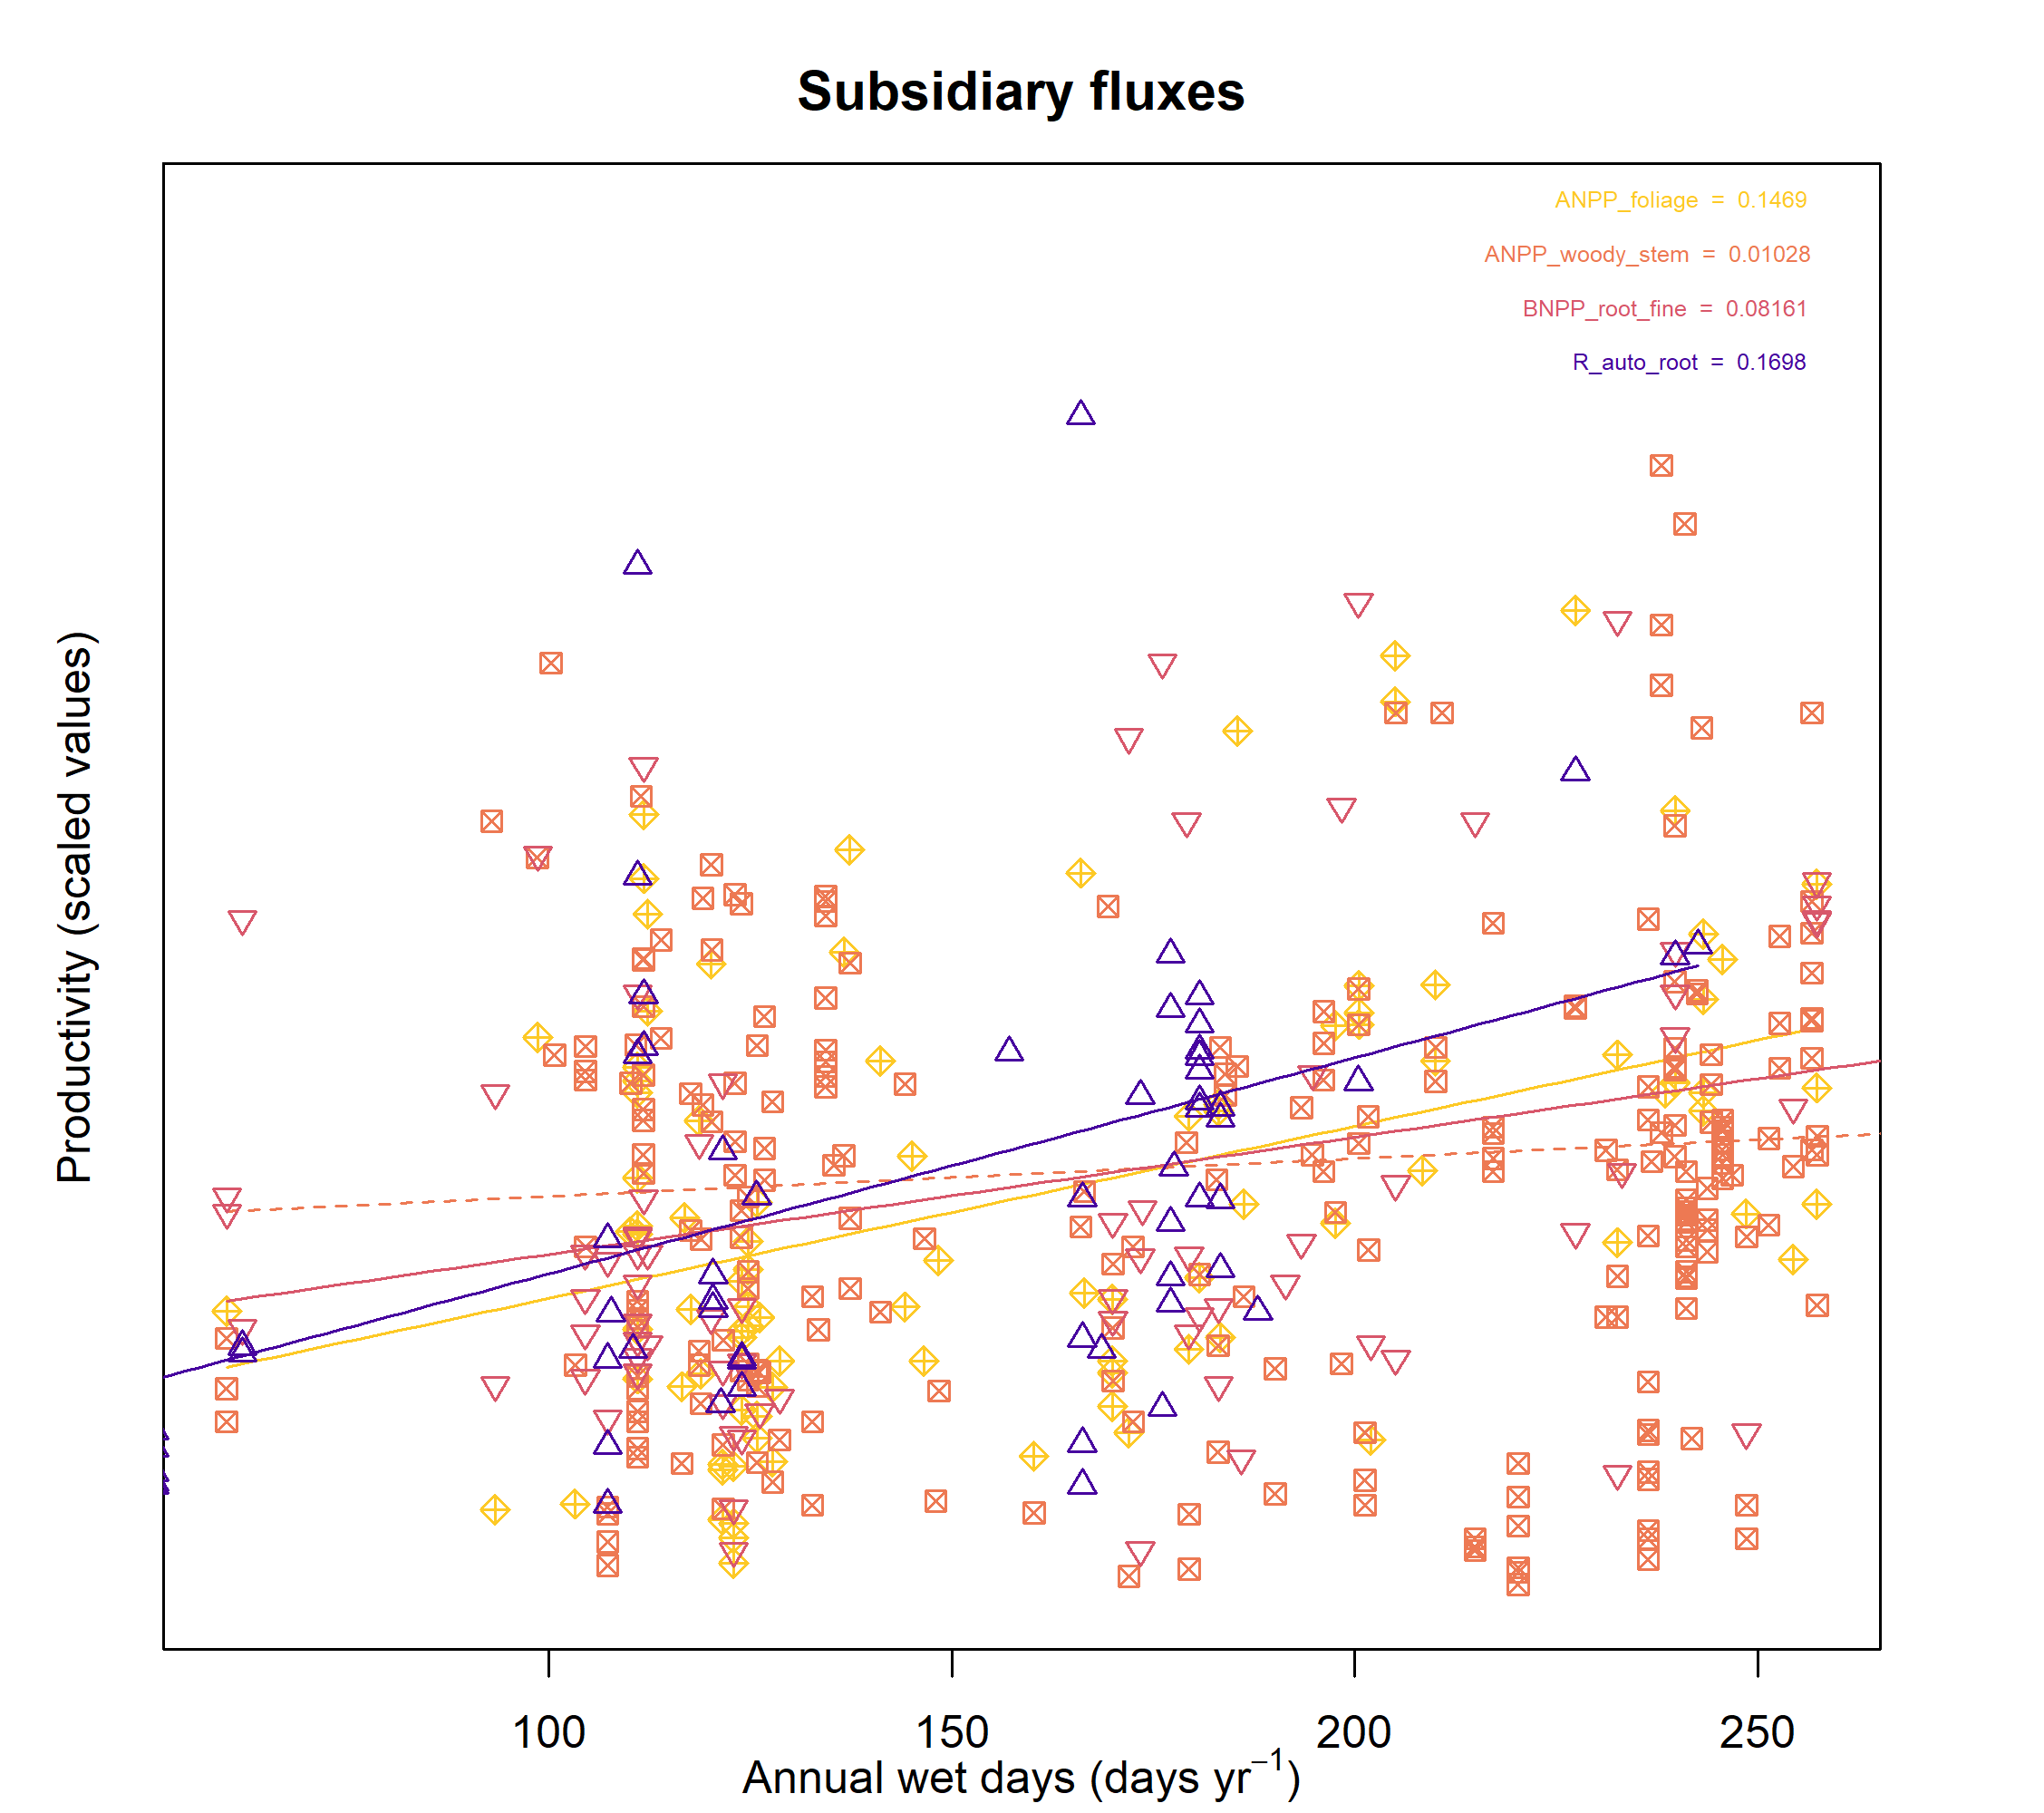 Subsidiary fluxes
ANPP_foliage = 0.1469
ANPP_woody_stem = 0.01028
BNPP_root_fine = 0.08161
R_auto_root = 0.1698
Productivity (scaled values)
100 150 200 250
Annual wet days (days yr⁻¹)